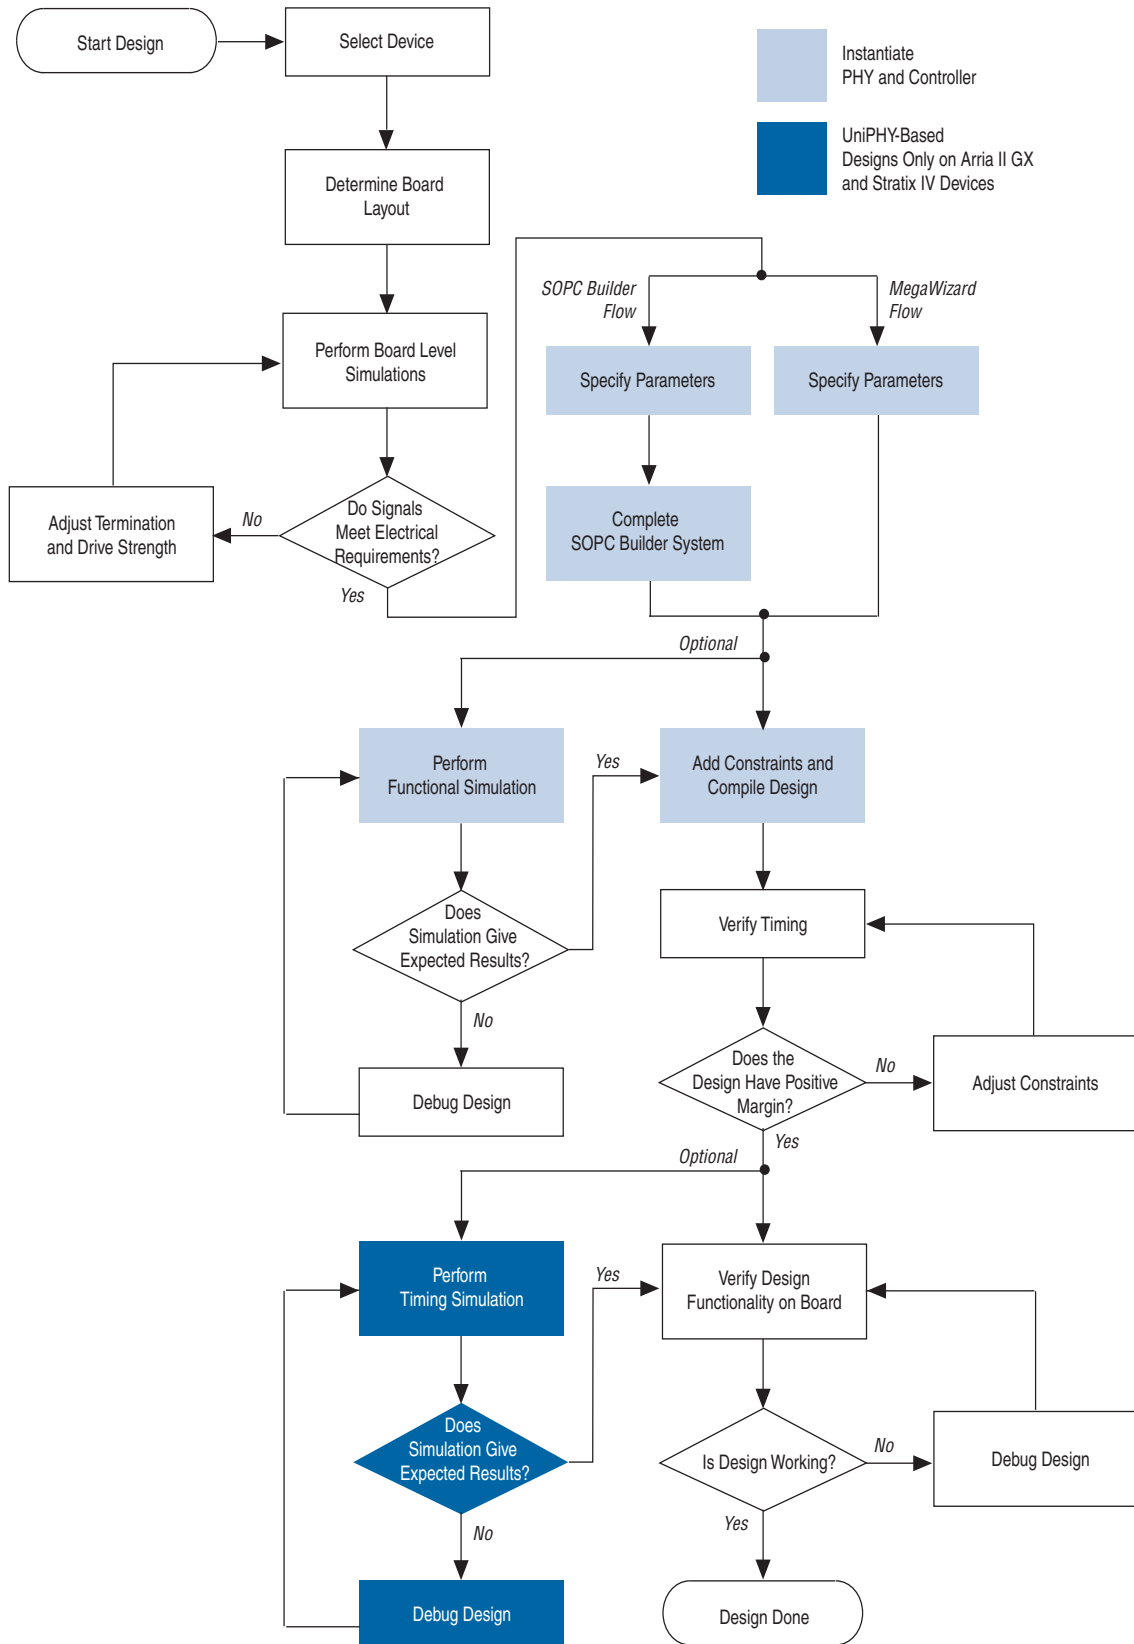 Start Design
Select Device
Instantiate
PHY and Controller
UniPHY-Based
Designs Only on Arria II GX
and Stratix IV Devices
Determine Board
Layout
SOPC Builder
Flow
MegaWizard
Flow
Perform Board Level
Simulations
Specify Parameters
Specify Parameters
Adjust Termination
and Drive Strength
No
Do Signals
Meet Electrical
Requirements?
Yes
Complete
SOPC Builder System
Optional
Perform
Functional Simulation
Yes
Add Constraints and
Compile Design
Does
Simulation Give
Expected Results?
Verify Timing
No
Debug Design
Does the
Design Have Positive
Margin?
No
Adjust Constraints
Yes
Optional
Perform
Timing Simulation
Yes
Verify Design
Functionality on Board
Does
Simulation Give
Expected Results?
Is Design Working?
No
Debug Design
No
Yes
Debug Design
Design Done